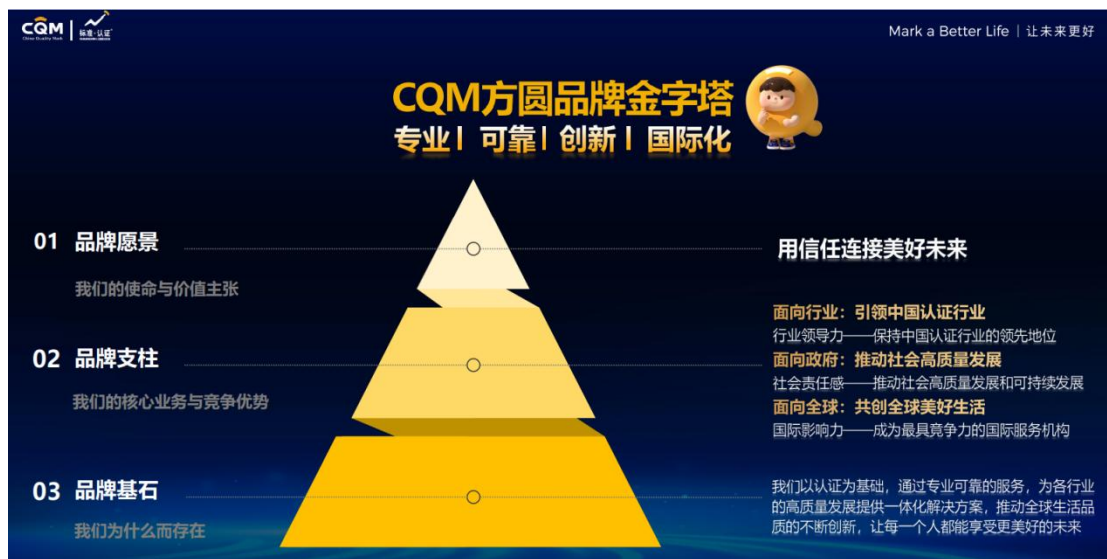 CQM
China Quality Mark
标准·认证
Mark a Better Life | 让未来更好
CQM方圆品牌金字塔
专业 | 可靠 | 创新 | 国际化
01 品牌愿景
我们的使命与价值主张
用信任连接美好未来
02 品牌支柱
我们的核心业务与竞争优势
面向行业：引领中国认证行业
行业领导力——保持中国认证行业的领先地位
面向政府：推动社会高质量发展
社会责任感——推动社会高质量发展和可持续发展
面向全球：共创全球美好生活
国际影响力——成为最具竞争力的国际服务机构
03 品牌基石
我们为什么而存在
我们以认证为基础，通过专业可靠的服务，为各行业
的高质量发展提供一体化解决方案，推动全球生活品
质的不断创新，让每一个人都能享受更美好的未来